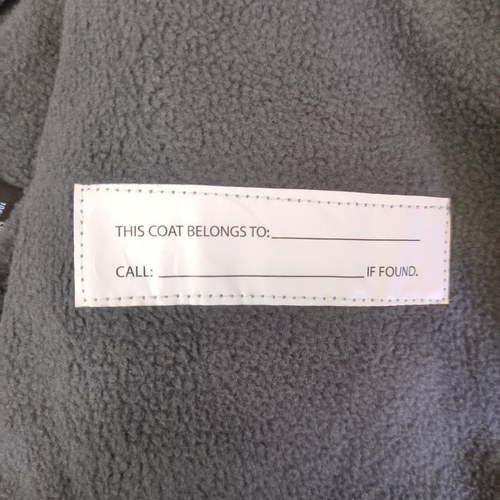 THIS COAT BELONGS TO:
CALL: IF FOUND.